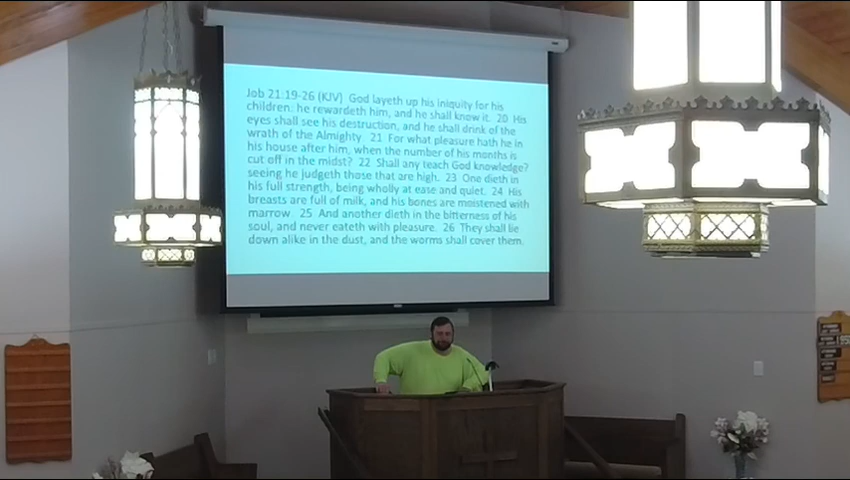 Job 21:19-26 (KJV)  God layeth up his iniquity for his
children: he rewardeth him, and he shall know it.  20  His
eyes shall see his destruction, and he shall drink of the
wrath of the Almighty.  21  For what pleasure hath he in
his house after him, when the number of his months is
cut off in the midst?  22  Shall any teach God knowledge?
seeing he judgeth those that are high.  23  One dieth in
his full strength, being wholly at ease and quiet.  24  His
breasts are full of milk, and his bones are moistened with
marrow.  25  And another dieth in the bitterness of his
soul, and never eateth with pleasure.  26  They shall lie
down alike in the dust, and the worms shall cover them.